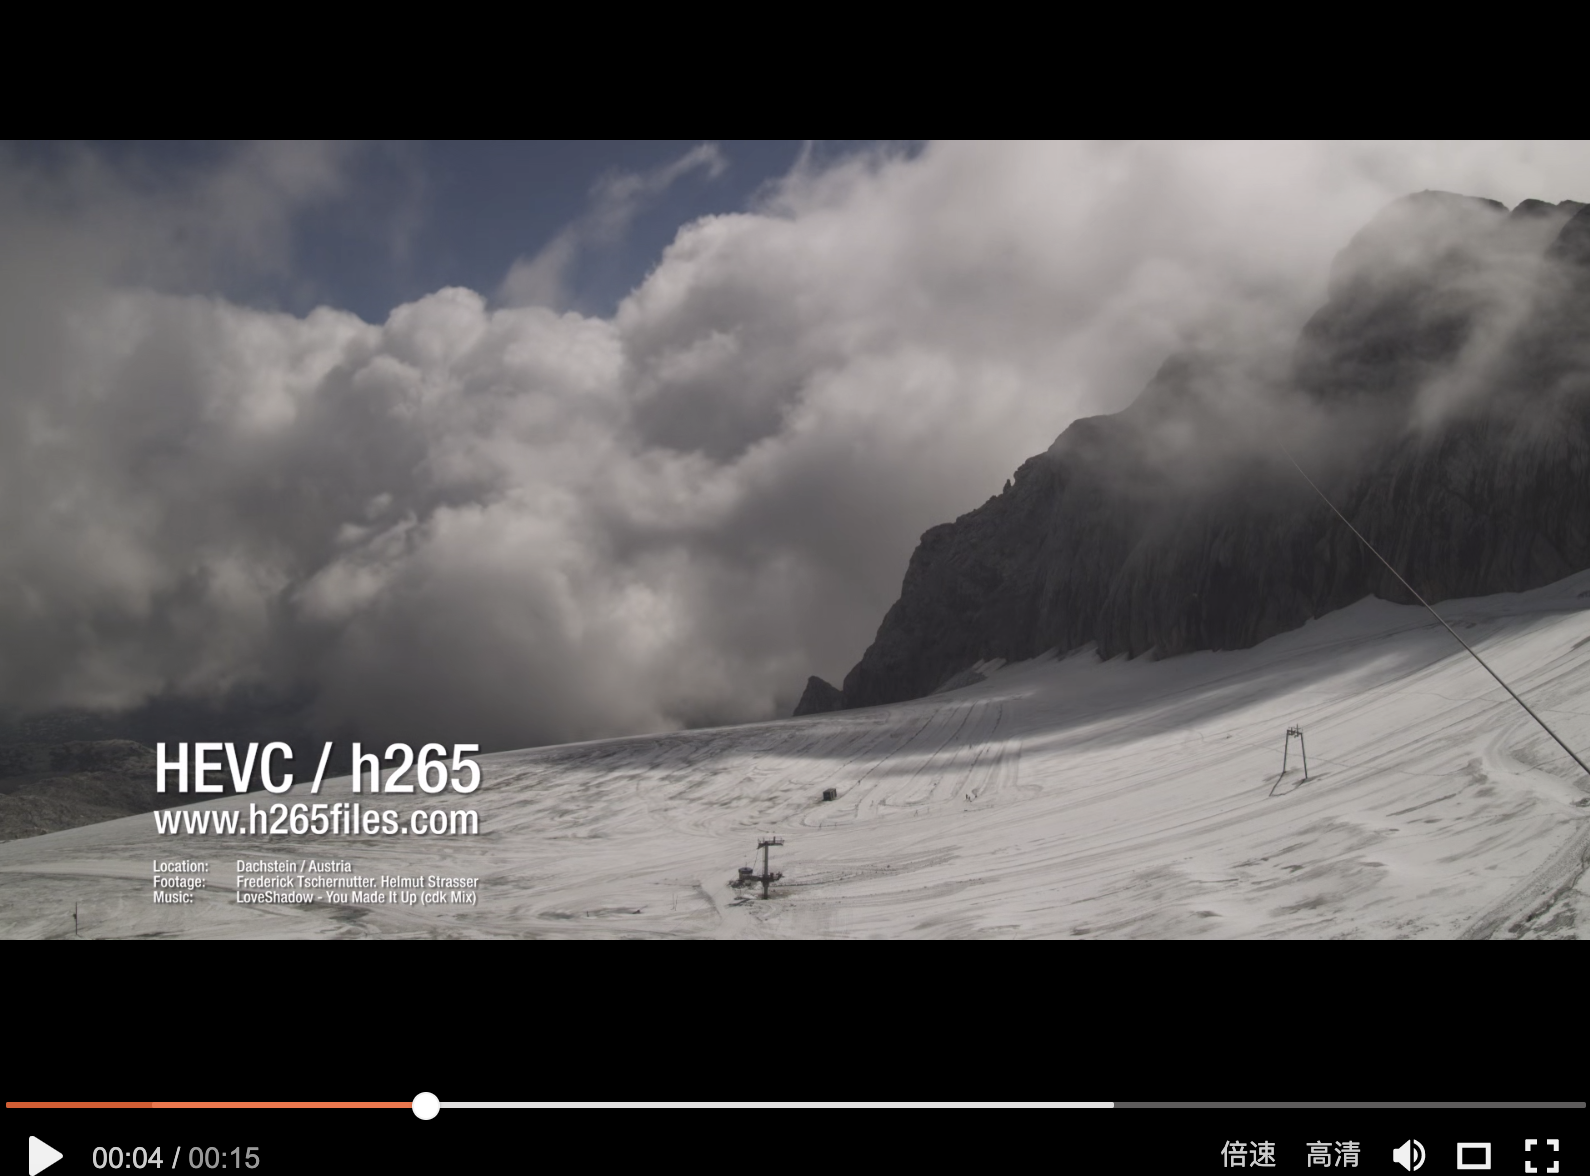 HEVC / h265
www.h265files.com
Location: Dachstein / Austria
Footage: Frederick Tschernutter. Helmut Strasser
Music: LoveShadow - You Made It Up (cdk Mix)
00:04 / 00:15 倍速 高清